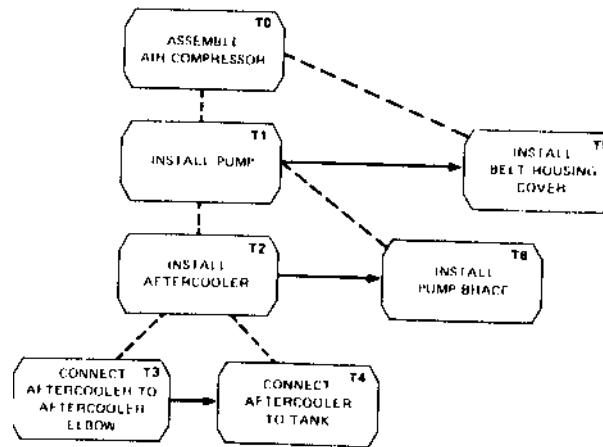 T0
ASSEMBLE
AIR COMPRESSOR
T1
INSTALL PUMP
INSTALL
BELT HOUSING
COVER
T2
INSTALL
AFTERCOOLER
T6
INSTALL
PUMP BRACE
T3
CONNECT
AFTERCOOLER TO
AFTERCOOLER
ELBOW
T4
CONNECT
AFTERCOOLER
TO TANK